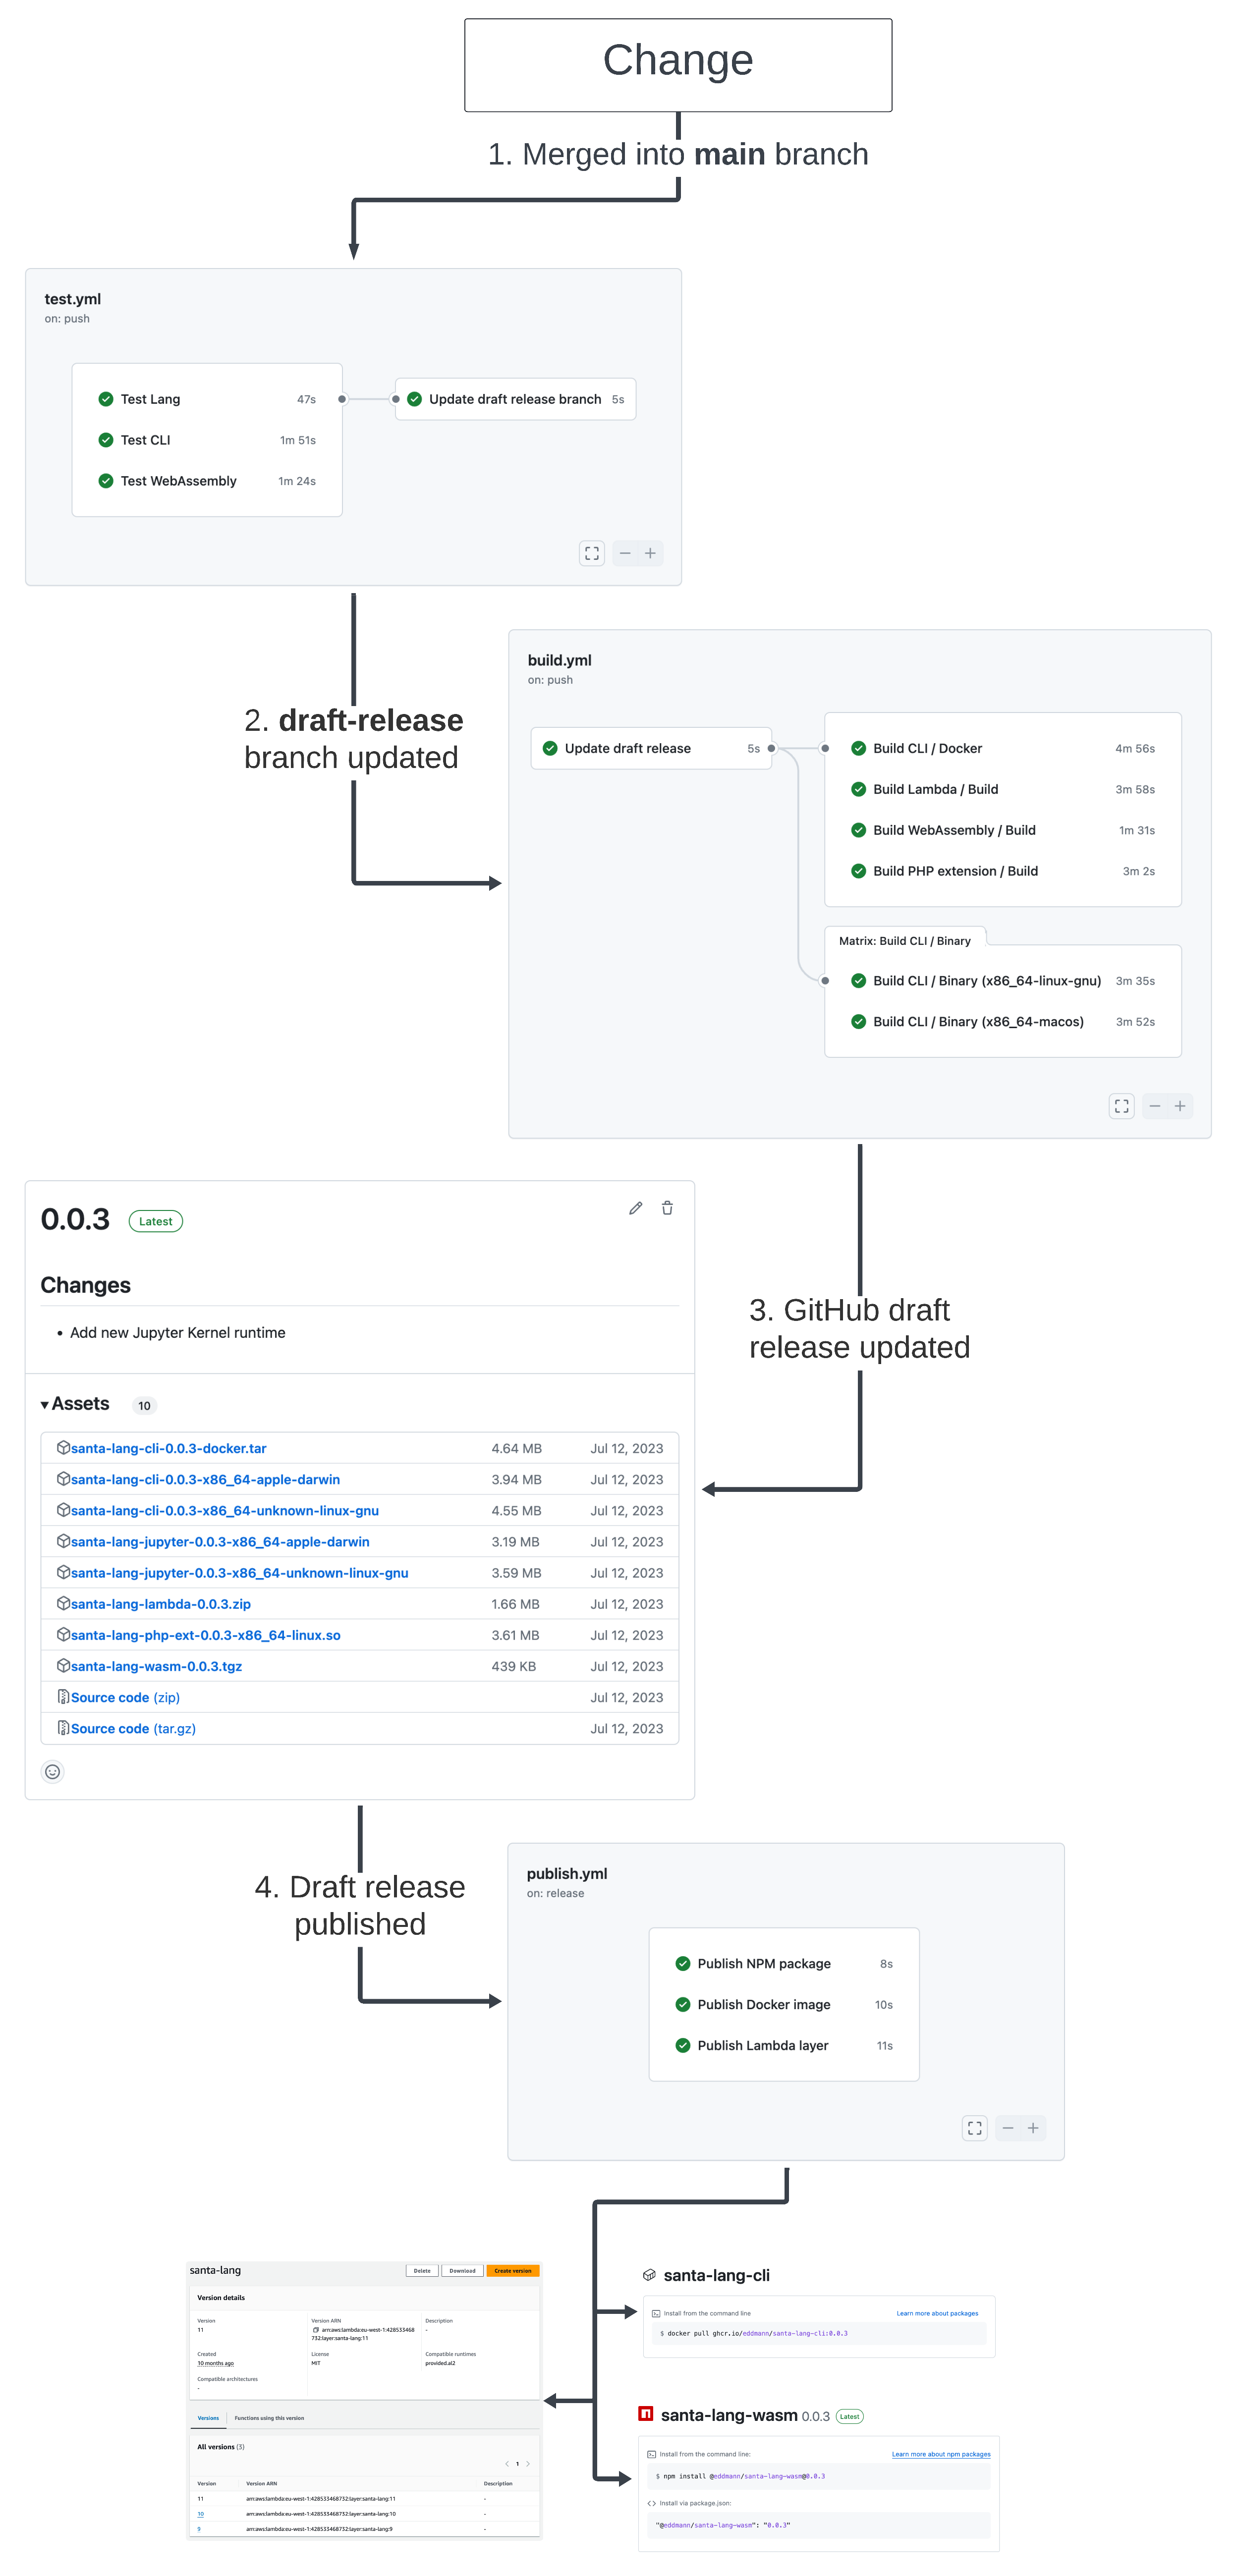 Change
1. Merged into main branch
test.yml
on: push
Test Lang 47s
Test CLI 1m 51s
Test WebAssembly 1m 24s
Update draft release branch 5s
2. draft-release
branch updated
build.yml
on: push
Update draft release 5s
Build CLI / Docker 4m 56s
Build Lambda / Build 3m 58s
Build WebAssembly / Build 1m 31s
Build PHP extension / Build 3m 2s
Matrix: Build CLI / Binary
Build CLI / Binary (x86_64-linux-gnu) 3m 35s
Build CLI / Binary (x86_64-macos) 3m 52s
3. GitHub draft
release updated
0.0.3 Latest
Changes
• Add new Jupyter Kernel runtime
Assets 10
santa-lang-cli-0.0.3-docker.tar 4.64 MB Jul 12, 2023
santa-lang-cli-0.0.3-x86_64-apple-darwin 3.94 MB Jul 12, 2023
santa-lang-cli-0.0.3-x86_64-unknown-linux-gnu 4.55 MB Jul 12, 2023
santa-lang-jupyter-0.0.3-x86_64-apple-darwin 3.19 MB Jul 12, 2023
santa-lang-jupyter-0.0.3-x86_64-unknown-linux-gnu 3.59 MB Jul 12, 2023
santa-lang-lambda-0.0.3.zip 1.66 MB Jul 12, 2023
santa-lang-php-ext-0.0.3-x86_64-linux.so 3.61 MB Jul 12, 2023
santa-lang-wasm-0.0.3.tgz 439 KB Jul 12, 2023
Source code (zip) Jul 12, 2023
Source code (tar.gz) Jul 12, 2023
4. Draft release
published
publish.yml
on: release
Publish NPM package 8s
Publish Docker image 10s
Publish Lambda layer 11s
santa-lang Delete Download Create version
Version details
Version
11
Version ARN
arn:aws:lambda:eu-west-1:428533468
732:layer:santa-lang:11
Description
-
Created
10 months ago
License
MIT
Compatible runtimes
provided.al2
Compatible architectures
-
Versions Functions using this version
All versions (3)
< 1 >
Version Version ARN Description
11 arn:aws:lambda:eu-west-1:428533468732:layer:santa-lang:11 -
10 arn:aws:lambda:eu-west-1:428533468732:layer:santa-lang:10 -
9 arn:aws:lambda:eu-west-1:428533468732:layer:santa-lang:9 -
santa-lang-cli
Install from the command line Learn more about packages
$ docker pull ghcr.io/eddmann/santa-lang-cli:0.0.3
santa-lang-wasm 0.0.3 Latest
Install from the command line: Learn more about npm packages
$ npm install @eddmann/santa-lang-wasm@0.0.3
Install via package.json:
"@eddmann/santa-lang-wasm": "0.0.3"